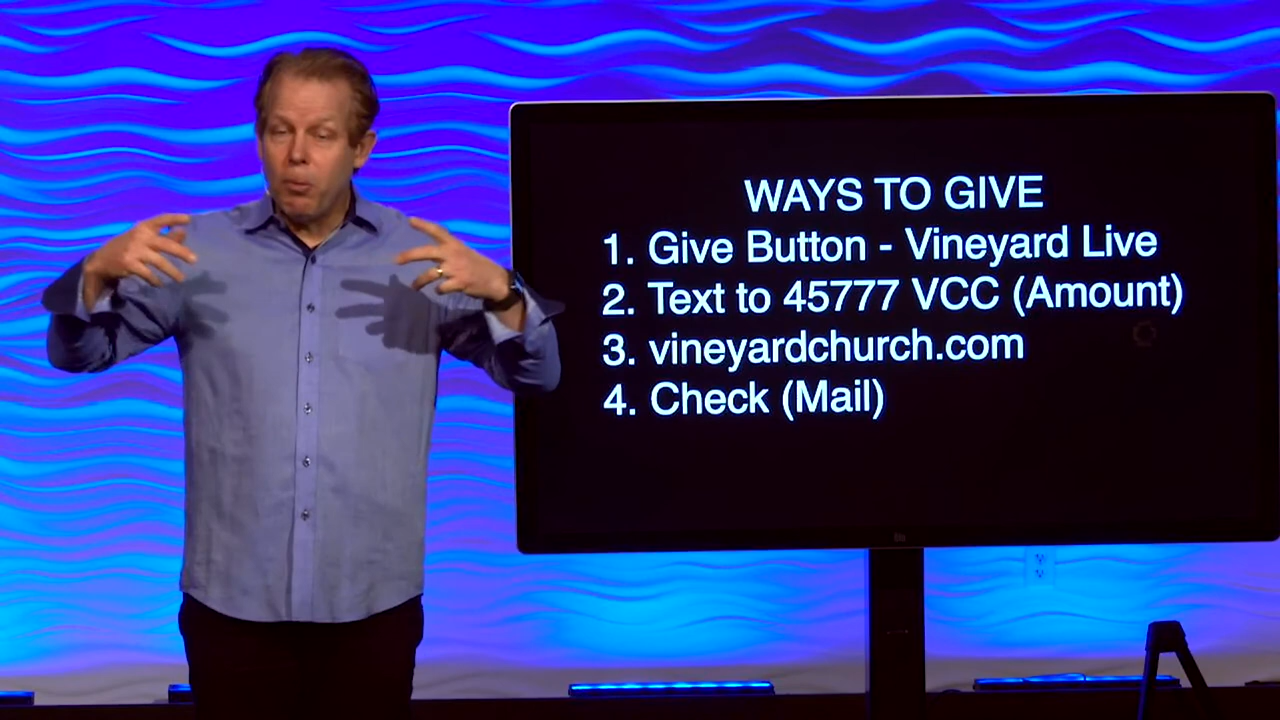 WAYS TO GIVE
1. Give Button - Vineyard Live
2. Text to 45777 VCC (Amount)
3. vineyardchurch.com
4. Check (Mail)